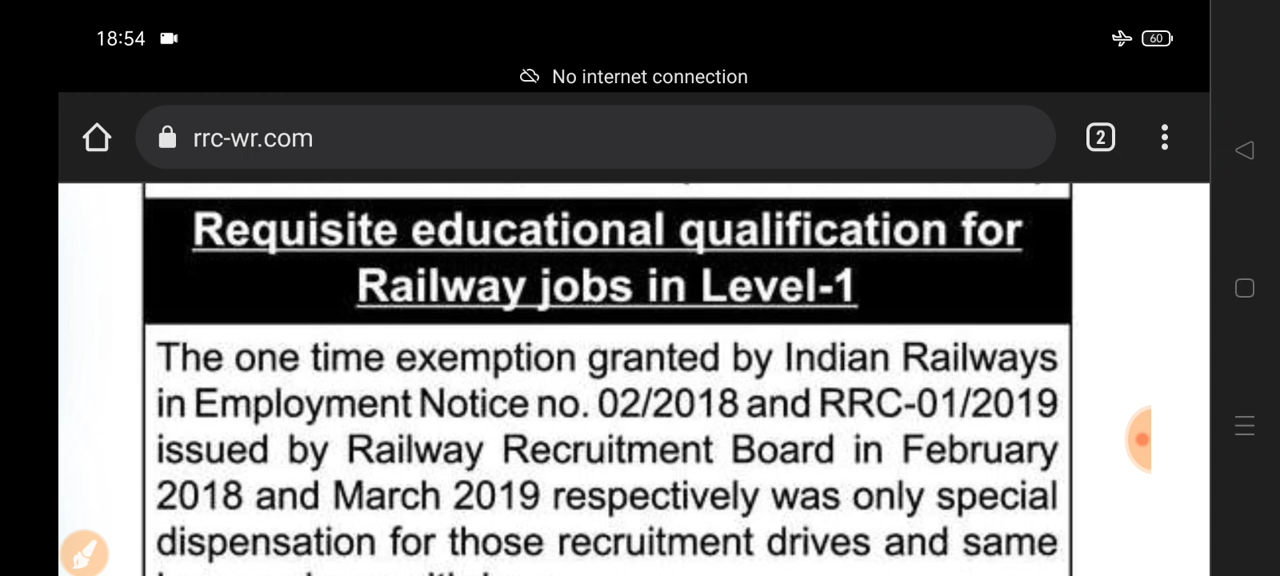 18:54
60
No internet connection
rrc-wr.com
2
Requisite educational qualification for
Railway jobs in Level-1
The one time exemption granted by Indian Railways
in Employment Notice no. 02/2018 and RRC-01/2019
issued by Railway Recruitment Board in February
2018 and March 2019 respectively was only special
dispensation for those recruitment drives and same